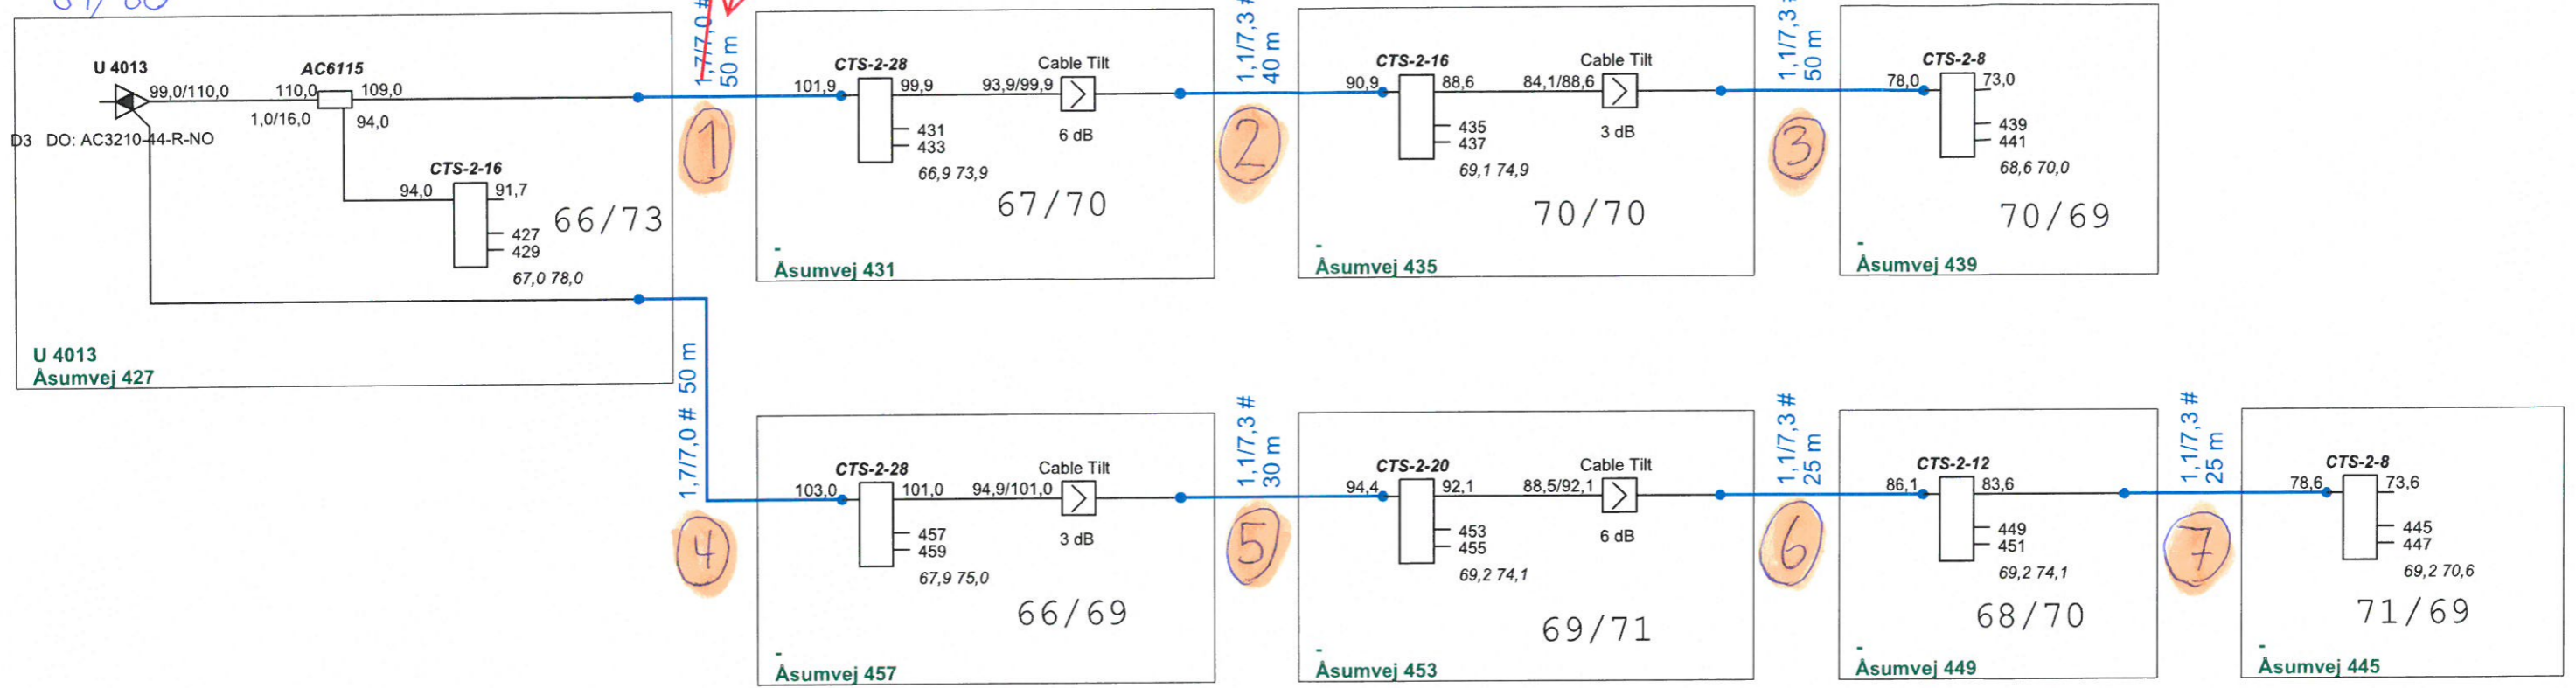 U 4013
99,0/110,0
AC6115
110,0 109,0
1,0/16,0 94,0
D3 DO: AC3210-44-R-NO
CTS-2-16
94,0 91,7
427
429
67,0 78,0
66/73
U 4013
Åsumvej 427
1,7/7,0 #
50 m
1
CTS-2-28
101,9 99,9
431
433
66,9 73,9
Cable Tilt
93,9/99,9
6 dB
67/70
-
Åsumvej 431
1,1/7,3 #
40 m
2
CTS-2-16
90,9 88,6
435
437
69,1 74,9
Cable Tilt
84,1/88,6
3 dB
70/70
-
Åsumvej 435
1,1/7,3 #
50 m
3
CTS-2-8
78,0 73,0
439
441
68,6 70,0
70/69
-
Åsumvej 439
1,7/7,0 # 50 m
4
CTS-2-28
103,0 101,0
457
459
67,9 75,0
Cable Tilt
94,9/101,0
3 dB
66/69
-
Åsumvej 457
1,1/7,3 #
30 m
5
CTS-2-20
94,4 92,1
453
455
69,2 74,1
Cable Tilt
88,5/92,1
6 dB
69/71
-
Åsumvej 453
1,1/7,3 #
25 m
6
CTS-2-12
86,1 83,6
449
451
69,2 74,1
68/70
-
Åsumvej 449
1,1/7,3 #
25 m
7
CTS-2-8
78,6 73,6
445
447
69,2 70,6
71/69
-
Åsumvej 445